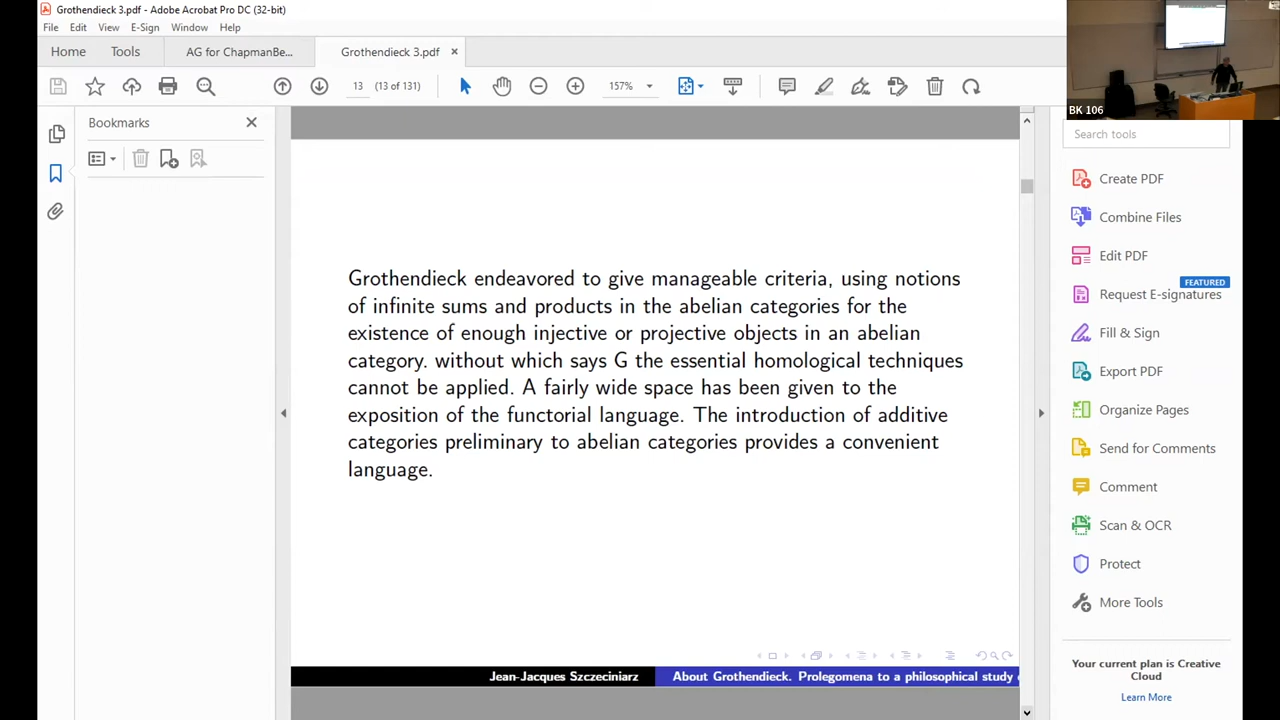 Grothendieck 3.pdf - Adobe Acrobat Pro DC (32-bit)
File Edit View E-Sign Window Help
Home Tools AG for ChapmanBe... Grothendieck 3.pdf ×
13 (13 of 131) 157%
BK 106
Bookmarks
Search tools
Create PDF
Combine Files
Edit PDF
FEATURED
Request E-signatures
Fill & Sign
Export PDF
Organize Pages
Send for Comments
Comment
Scan & OCR
Protect
More Tools
Your current plan is Creative
Cloud
Learn More
Grothendieck endeavored to give manageable criteria, using notions
of infinite sums and products in the abelian categories for the
existence of enough injective or projective objects in an abelian
category. without which says G the essential homological techniques
cannot be applied. A fairly wide space has been given to the
exposition of the functorial language. The introduction of additive
categories preliminary to abelian categories provides a convenient
language.
Jean-Jacques Szczeciniarz About Grothendieck. Prolegomena to a philosophical study